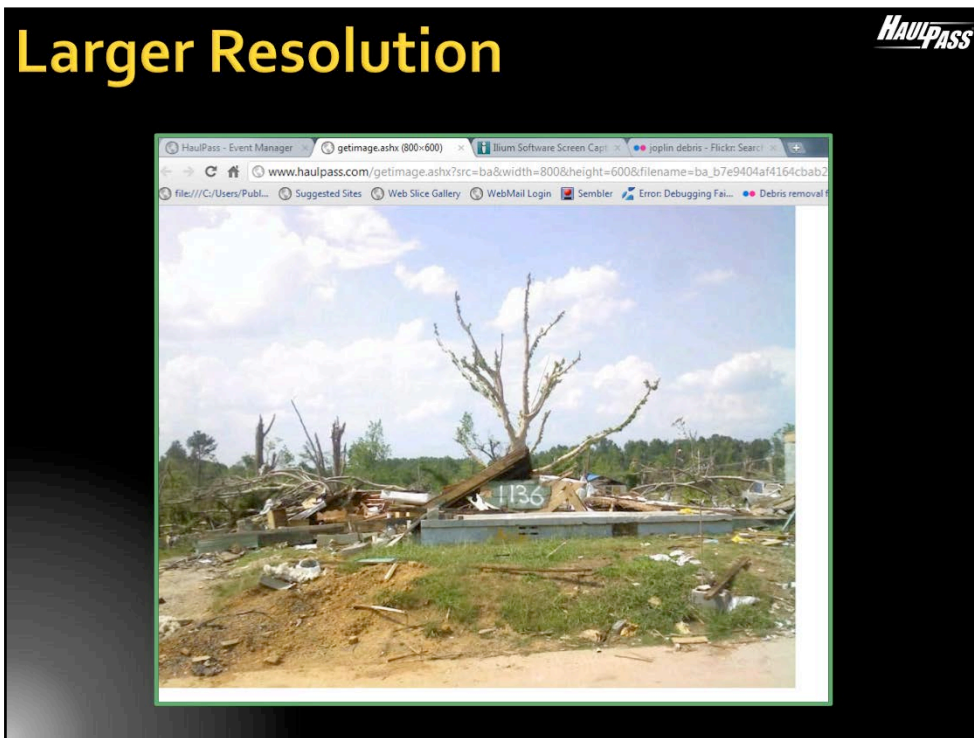 Larger Resolution
HAULPASS
HaulPass - Event Manager
getimage.ashx (800×600)
Ilium Software Screen Capt
joplin debris - Flickr: Search
www.haulpass.com/getimage.ashx?src=ba&width=800&height=600&filename=ba_b7e9404af4164cbab2
file:///C:/Users/Publ...
Suggested Sites
Web Slice Gallery
WebMail Login
Sembler
Error: Debugging Fai...
Debris removal f
1136